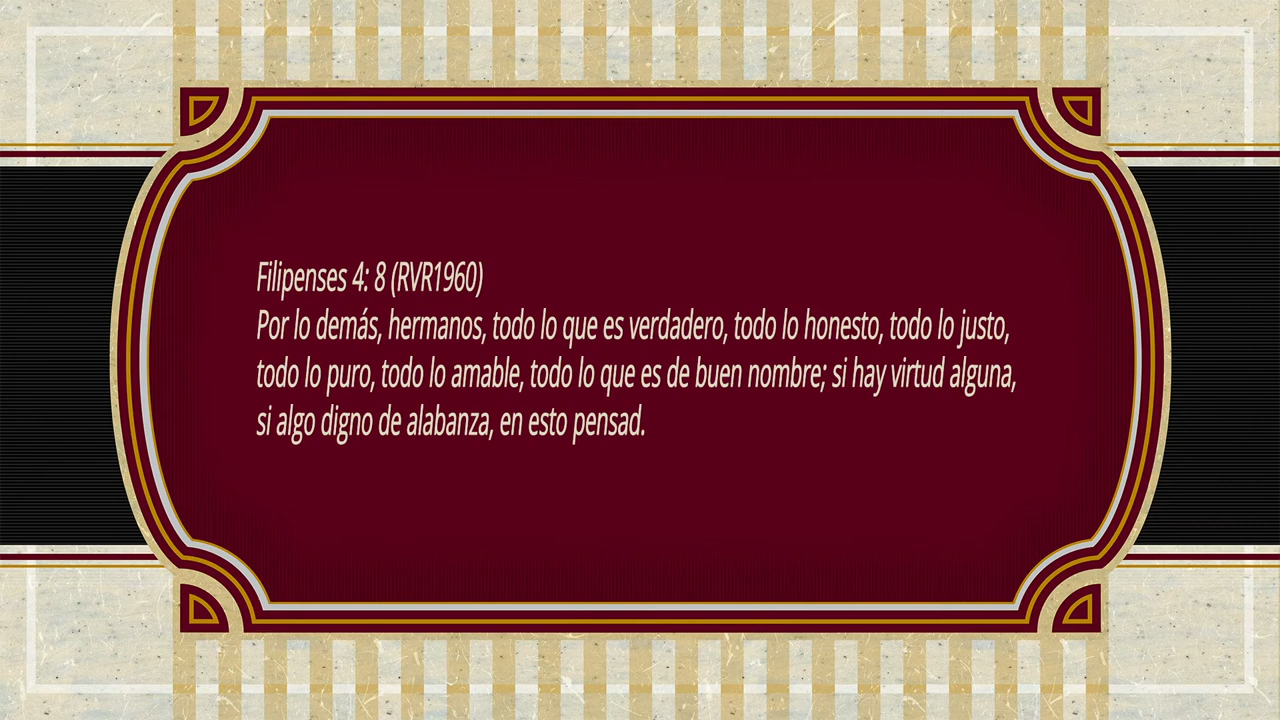 Filipenses 4: 8 (RVR1960)
Por lo demás, hermanos, todo lo que es verdadero, todo lo honesto, todo lo justo,
todo lo puro, todo lo amable, todo lo que es de buen nombre; si hay virtud alguna,
si algo digno de alabanza, en esto pensad.